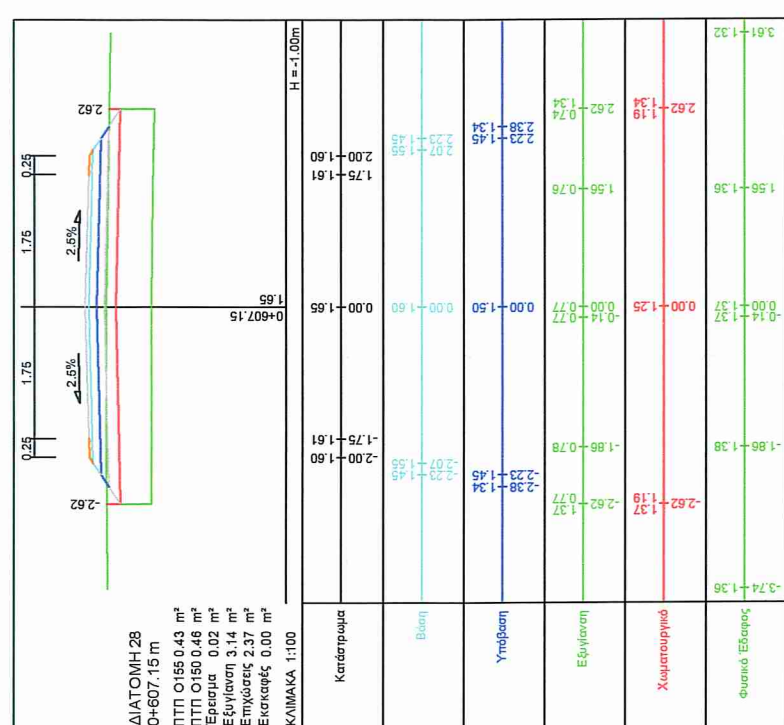 ΔΙΑΤΟΜΗ 28
0+607.15 m
ΠΤΠ Ο155 0.43 m²
ΠΤΠ Ο150 0.46 m²
Έρεισμα 0.02 m²
Εξυγίανση 3.14 m²
Επιχώσεις 2.37 m²
Εκσκαφές 0.00 m²
ΚΛΙΜΑΚΑ 1:100
0.25 1.75 1.75 0.25
2.5% 2.5%
-2.62 2.62
0+607.15 1.65
H = -1.00m
Κατάστρωμα
-2.00 -1.75 0.00 1.75 2.00
1.60 1.61 1.65 1.61 1.60
Βάση
-2.23 -2.07 0.00 2.07 2.23
1.45 1.55 1.60 1.55 1.45
Υπόβαση
-2.38 -2.23 0.00 2.23 2.38
1.34 1.45 1.50 1.45 1.34
Εξυγίανση
-2.62 -1.86 -0.14 0.00 1.56 2.62
1.37 0.77 0.78 0.77 0.77 0.76 0.74 1.34
Χωματουργικό
-2.62 0.00 2.62
1.37 1.19 1.25 1.19 1.34
Φυσικό Έδαφος
-3.74 -1.86 -0.14 0.00 1.56 3.61
1.36 1.38 1.37 1.37 1.36 1.32